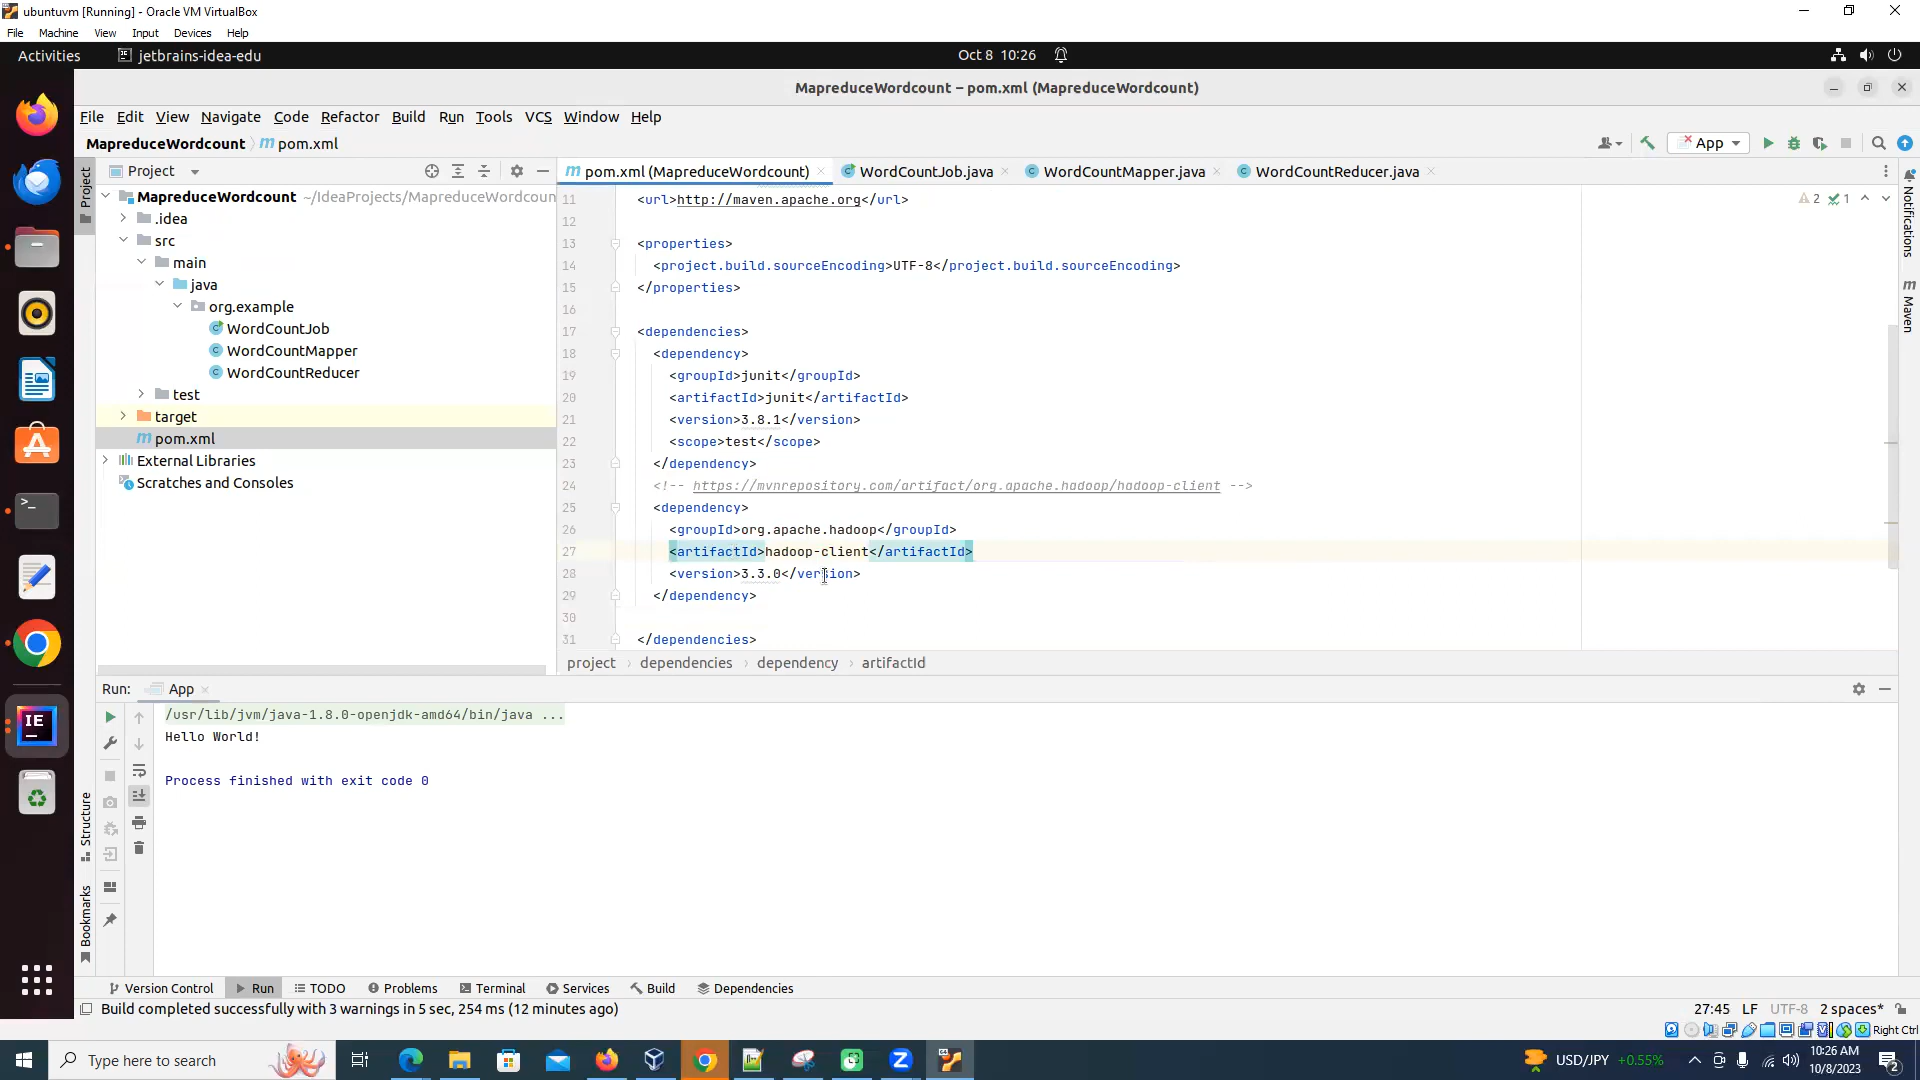 ubuntuvm [Running] - Oracle VM VirtualBox
File Machine View Input Devices Help
Activities jetbrains-idea-edu Oct 8 10:26
MapreduceWordcount – pom.xml (MapreduceWordcount)
File Edit View Navigate Code Refactor Build Run Tools VCS Window Help
MapreduceWordcount pom.xml App
Project
Project
MapreduceWordcount ~/IdeaProjects/MapreduceWordcoun
.idea
src
main
java
org.example
WordCountJob
WordCountMapper
WordCountReducer
test
target
pom.xml
External Libraries
Scratches and Consoles
pom.xml (MapreduceWordcount) WordCountJob.java WordCountMapper.java WordCountReducer.java
2 1
11 <url>http://maven.apache.org</url>
12
13 <properties>
14 <project.build.sourceEncoding>UTF-8</project.build.sourceEncoding>
15 </properties>
16
17 <dependencies>
18 <dependency>
19 <groupId>junit</groupId>
20 <artifactId>junit</artifactId>
21 <version>3.8.1</version>
22 <scope>test</scope>
23 </dependency>
24 <!-- https://mvnrepository.com/artifact/org.apache.hadoop/hadoop-client -->
25 <dependency>
26 <groupId>org.apache.hadoop</groupId>
27 <artifactId>hadoop-client</artifactId>
28 <version>3.3.0</version>
29 </dependency>
30
31 </dependencies>
project dependencies dependency artifactId
Notifications
m Maven
Run: App
/usr/lib/jvm/java-1.8.0-openjdk-amd64/bin/java ...
Hello World!
Process finished with exit code 0
Structure
Bookmarks
Version Control Run TODO Problems Terminal Services Build Dependencies
Build completed successfully with 3 warnings in 5 sec, 254 ms (12 minutes ago) 27:45 LF UTF-8 2 spaces*
Right Ctrl
Type here to search USD/JPY +0.55% 10:26 AM
10/8/2023 2